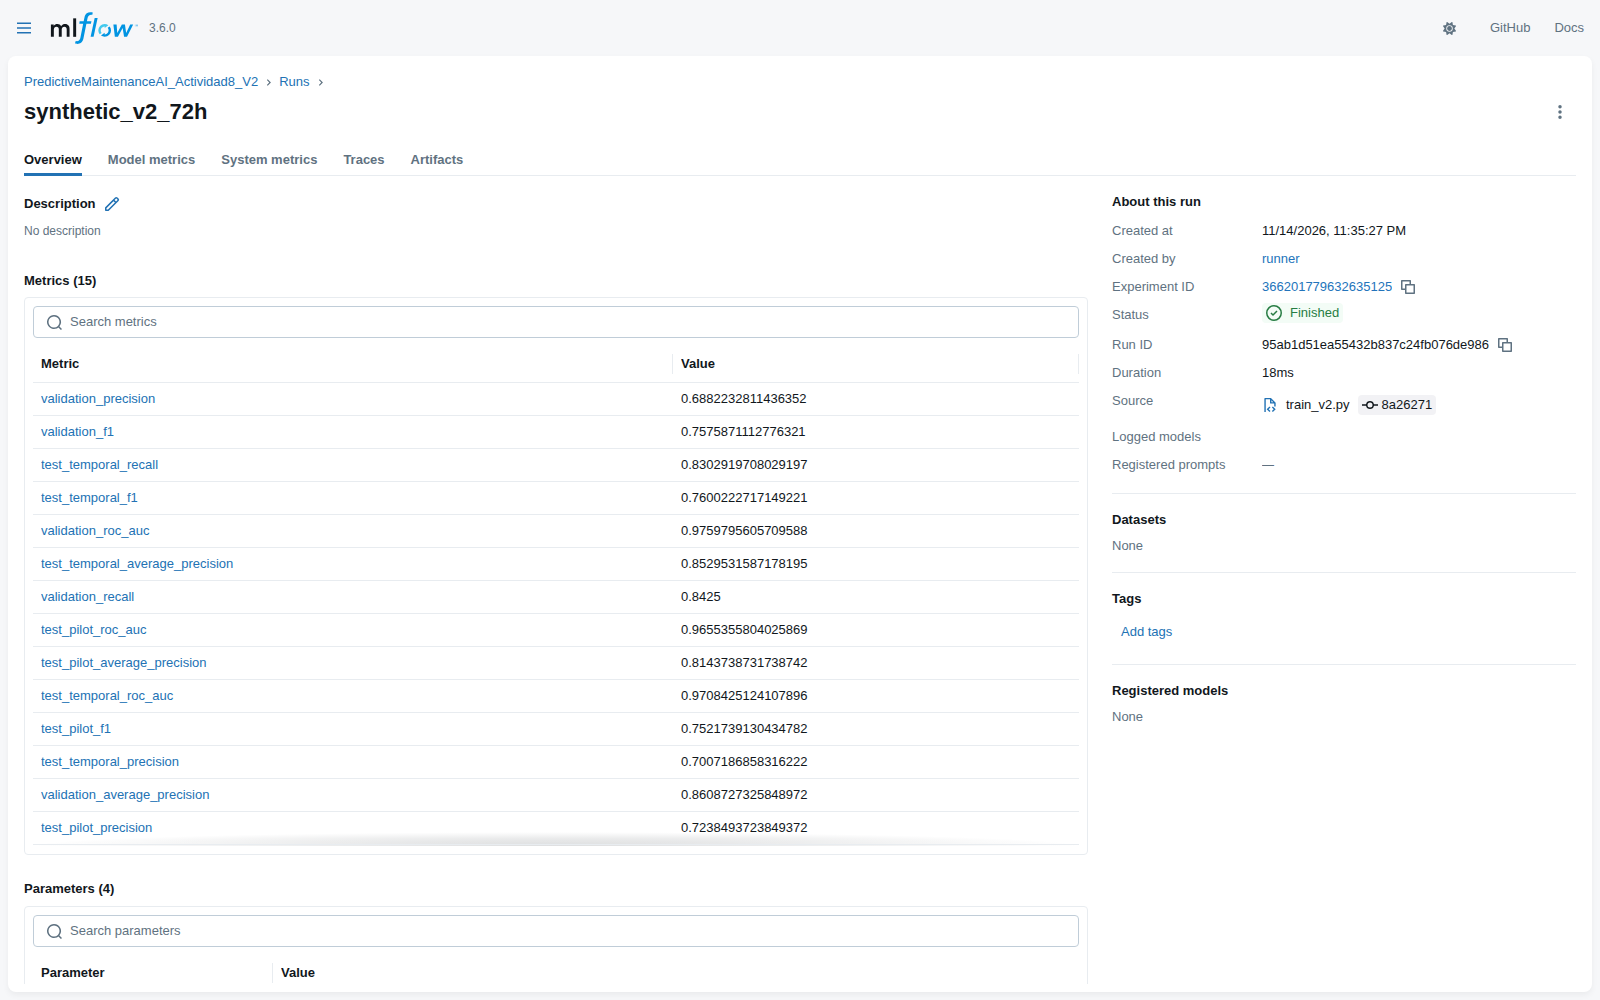 mlflow 3.6.0 GitHub Docs
PredictiveMaintenanceAI_Actividad8_V2 > Runs >
synthetic_v2_72h
Overview Model metrics System metrics Traces Artifacts
Description
No description
Metrics (15)
Search metrics
Metric Value
validation_precision 0.6882232811436352
validation_f1 0.7575871112776321
test_temporal_recall 0.8302919708029197
test_temporal_f1 0.7600222717149221
validation_roc_auc 0.9759795605709588
test_temporal_average_precision 0.8529531587178195
validation_recall 0.8425
test_pilot_roc_auc 0.9655355804025869
test_pilot_average_precision 0.8143738731738742
test_temporal_roc_auc 0.9708425124107896
test_pilot_f1 0.7521739130434782
test_temporal_precision 0.7007186858316222
validation_average_precision 0.8608727325848972
test_pilot_precision 0.7238493723849372
Parameters (4)
Search parameters
Parameter Value
About this run
Created at 11/14/2026, 11:35:27 PM
Created by runner
Experiment ID 366201779632635125
Status Finished
Run ID 95ab1d51ea55432b837c24fb076de986
Duration 18ms
Source train_v2.py 8a26271
Logged models
Registered prompts —
Datasets
None
Tags
Add tags
Registered models
None